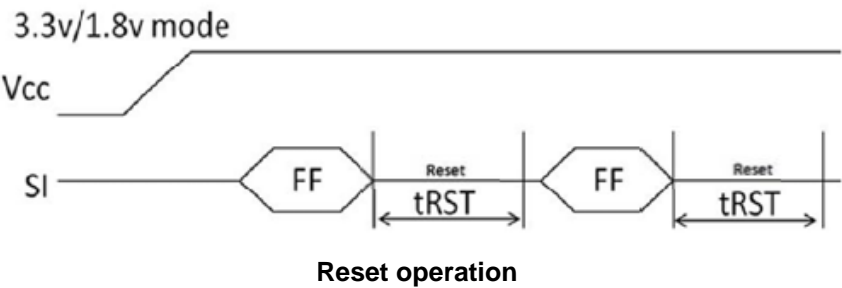 3.3v/1.8v mode
Vcc
SI
FF
Reset
tRST
FF
Reset
tRST
Reset operation